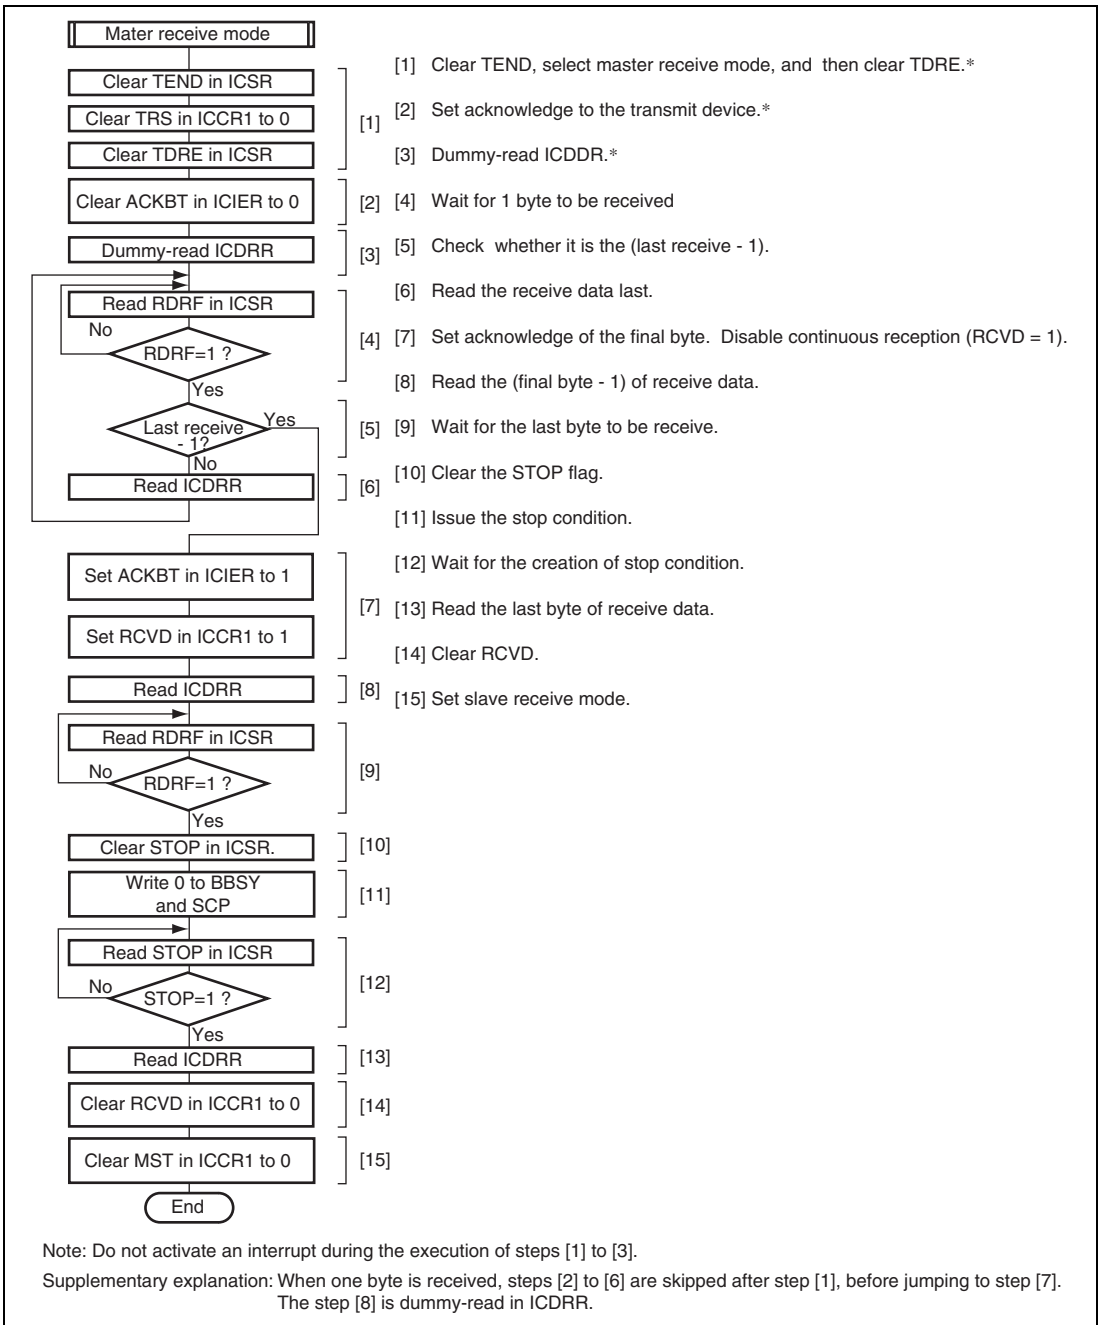 Mater receive mode
Clear TEND in ICSR
Clear TRS in ICCR1 to 0
Clear TDRE in ICSR
[1]
Clear ACKBT in ICIER to 0
[2]
Dummy-read ICDRR
[3]
Read RDRF in ICSR
No
RDRF=1 ?
[4]
Yes
Last receive
- 1?
Yes
[5]
No
Read ICDRR
[6]
Set ACKBT in ICIER to 1
[7]
Set RCVD in ICCR1 to 1
Read ICDRR
[8]
Read RDRF in ICSR
No
RDRF=1 ?
[9]
Yes
Clear STOP in ICSR.
[10]
Write 0 to BBSY
and SCP
[11]
Read STOP in ICSR
No
STOP=1 ?
[12]
Yes
Read ICDRR
[13]
Clear RCVD in ICCR1 to 0
[14]
Clear MST in ICCR1 to 0
[15]
End
[1] Clear TEND, select master receive mode, and then clear TDRE.*
[2] Set acknowledge to the transmit device.*
[3] Dummy-read ICDDR.*
[4] Wait for 1 byte to be received
[5] Check whether it is the (last receive - 1).
[6] Read the receive data last.
[7] Set acknowledge of the final byte. Disable continuous reception (RCVD = 1).
[8] Read the (final byte - 1) of receive data.
[9] Wait for the last byte to be receive.
[10] Clear the STOP flag.
[11] Issue the stop condition.
[12] Wait for the creation of stop condition.
[13] Read the last byte of receive data.
[14] Clear RCVD.
[15] Set slave receive mode.
Note: Do not activate an interrupt during the execution of steps [1] to [3].
Supplementary explanation: When one byte is received, steps [2] to [6] are skipped after step [1], before jumping to step [7].
The step [8] is dummy-read in ICDRR.